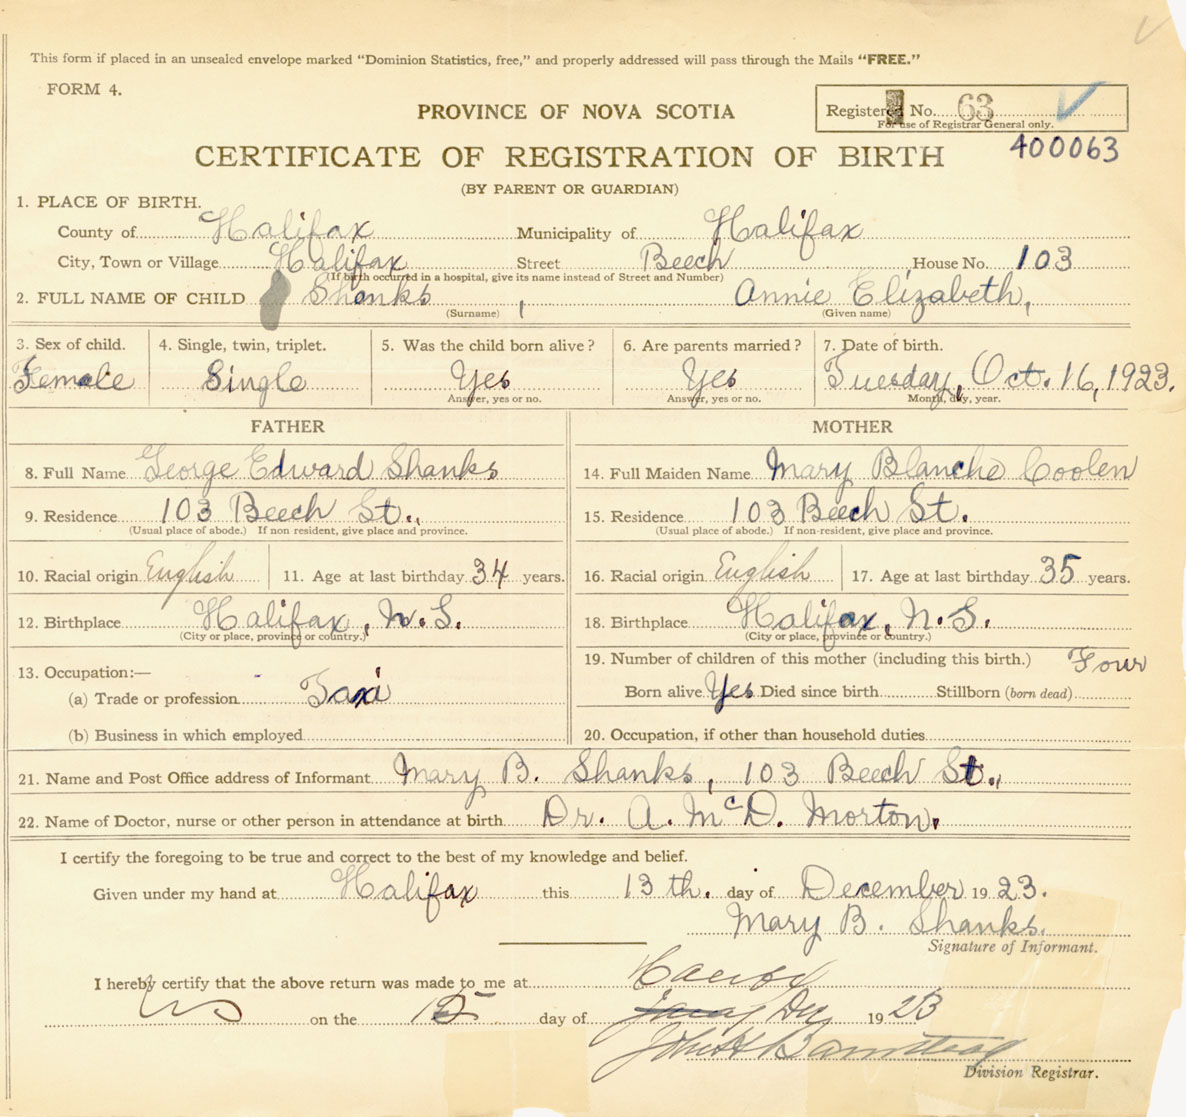 This form if placed in an unsealed envelope marked "Dominion Statistics, free," and properly addressed will pass through the Mails "FREE."
FORM 4.
PROVINCE OF NOVA SCOTIA
Registered No. 63
For use of Registrar General only.
CERTIFICATE OF REGISTRATION OF BIRTH
400063
(BY PARENT OR GUARDIAN)
1. PLACE OF BIRTH.
County of Halifax Municipality of Halifax
City, Town or Village Halifax Street Beech House No. 103
(If birth occurred in a hospital, give its name instead of Street and Number)
2. FULL NAME OF CHILD Shanks, Annie Elizabeth,
(Surname) (Given name)
3. Sex of child. 4. Single, twin, triplet. 5. Was the child born alive? 6. Are parents married? 7. Date of birth.
Female Single Yes Yes Tuesday, Oct. 16, 1923.
Answer, yes or no. Answer, yes or no. Month, day, year.
FATHER MOTHER
8. Full Name George Edward Shanks 14. Full Maiden Name Mary Blanche Coolen
9. Residence 103 Beech St., 15. Residence 103 Beech St.
(Usual place of abode.) If non resident, give place and province. (Usual place of abode.) If non-resident, give place and province.
10. Racial origin English 11. Age at last birthday 34 years. 16. Racial origin English 17. Age at last birthday 35 years.
12. Birthplace Halifax, N.S. 18. Birthplace Halifax, N.S.
(City or place, province or country.) (City or place, province or country.)
13. Occupation:— 19. Number of children of this mother (including this birth.) Four
(a) Trade or profession Taxi Born alive Yes Died since birth Stillborn (born dead)
(b) Business in which employed 20. Occupation, if other than household duties
21. Name and Post Office address of Informant Mary B. Shanks, 103 Beech St.,
22. Name of Doctor, nurse or other person in attendance at birth Dr. A. McD. Morton.
I certify the foregoing to be true and correct to the best of my knowledge and belief.
Given under my hand at Halifax this 13th. day of December 1923.
Mary B. Shanks.
Signature of Informant.
I hereby certify that the above return was made to me at Halifax
on the 15 day of Dec 1923
John H Barnstead
Division Registrar.